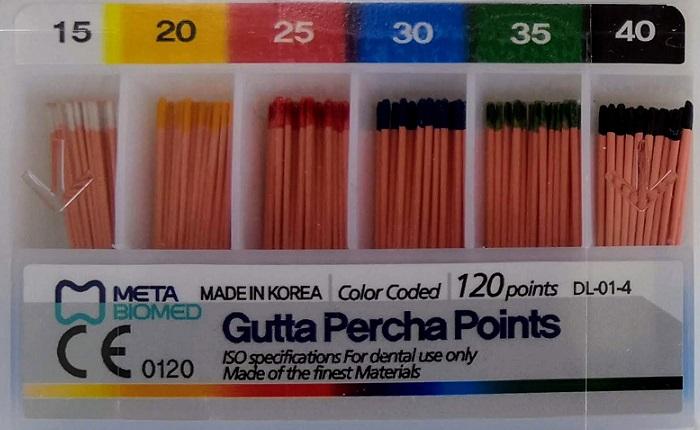 15 20 25 30 35 40
META BIOMED
MADE IN KOREA Color Coded 120 points DL-01-4
Gutta Percha Points
CE 0120
ISO specifications For dental use only
Made of the finest Materials